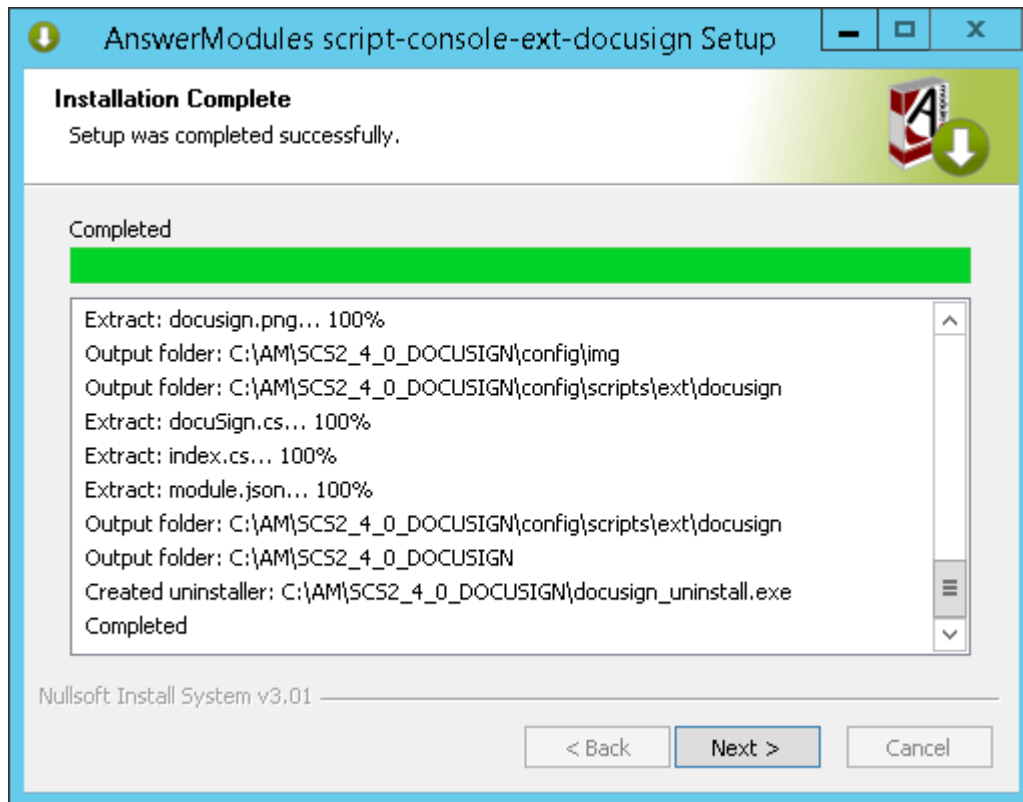 AnswerModules script-console-ext-docusign Setup
Installation Complete
Setup was completed successfully.
Completed
Extract: docusign.png... 100%
Output folder: C:\AM\SCS2_4_0_DOCUSIGN\config\img
Output folder: C:\AM\SCS2_4_0_DOCUSIGN\config\scripts\ext\docusign
Extract: docuSign.cs... 100%
Extract: index.cs... 100%
Extract: module.json... 100%
Output folder: C:\AM\SCS2_4_0_DOCUSIGN\config\scripts\ext\docusign
Output folder: C:\AM\SCS2_4_0_DOCUSIGN
Created uninstaller: C:\AM\SCS2_4_0_DOCUSIGN\docusign_uninstall.exe
Completed
Nullsoft Install System v3.01
< Back Next > Cancel